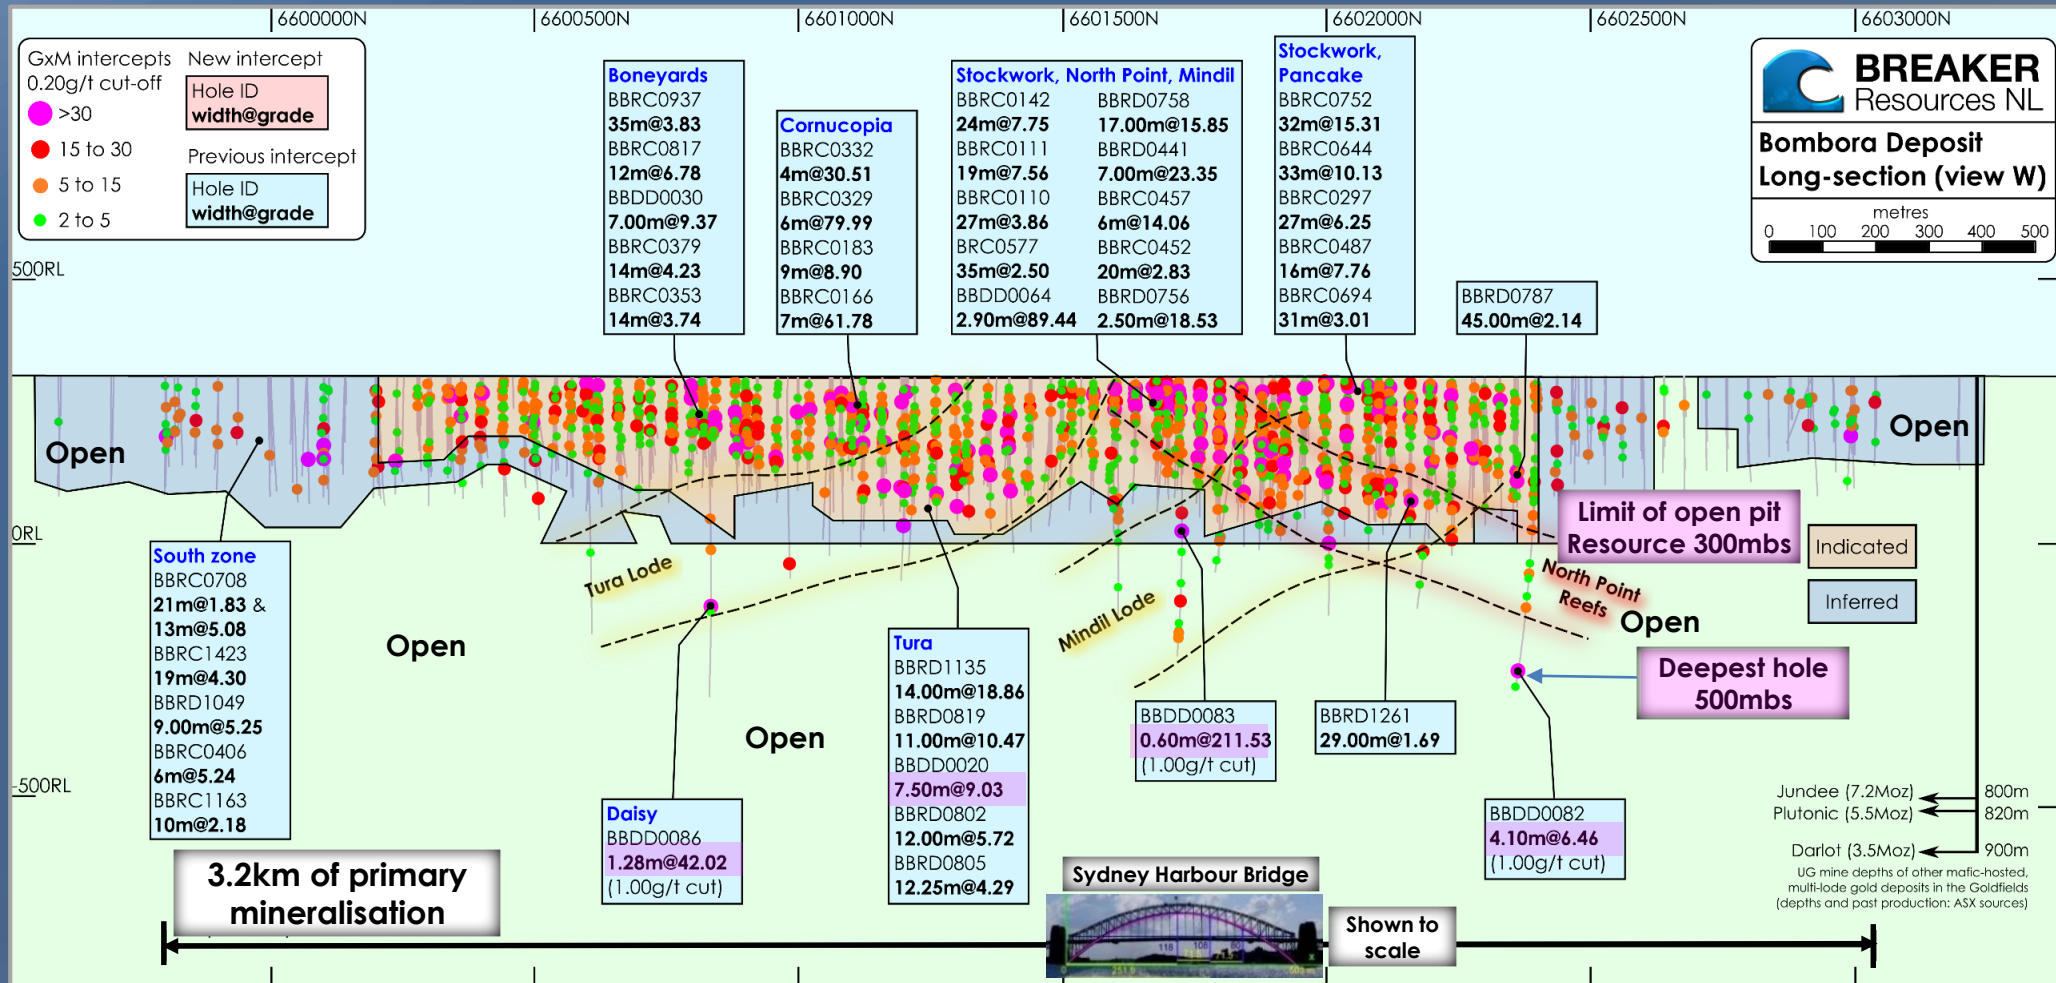 6600000N
6600500N
6601000N
6601500N
6602000N
6602500N
6603000N
GxM intercepts
0.20g/t cut-off
>30
15 to 30
5 to 15
2 to 5
New intercept
Hole ID
width@grade
Previous intercept
Hole ID
width@grade
Boneyards
BBRC0937
35m@3.83
BBRC0817
12m@6.78
BBDD0030
7.00m@9.37
BBRC0379
14m@4.23
BBRC0353
14m@3.74
Cornucopia
BBRC0332
4m@30.51
BBRC0329
6m@79.99
BBRC0183
9m@8.90
BBRC0166
7m@61.78
Stockwork, North Point, Mindil
BBRC0142
24m@7.75
BBRC0111
19m@7.56
BBRC0110
27m@3.86
BRC0577
35m@2.50
BBDD0064
2.90m@89.44
BBRD0758
17.00m@15.85
BBRD0441
7.00m@23.35
BBRC0457
6m@14.06
BBRC0452
20m@2.83
BBRD0756
2.50m@18.53
Stockwork,
Pancake
BBRC0752
32m@15.31
BBRC0644
33m@10.13
BBRC0297
27m@6.25
BBRC0487
16m@7.76
BBRC0694
31m@3.01
BBRD0787
45.00m@2.14
BREAKER
Resources NL
Bombora Deposit
Long-section (view W)
metres
0 100 200 300 400 500
500RL
0RL
-500RL
Open
Open
Open
Open
Open
Tura Lode
Mindil Lode
North Point
Reefs
Limit of open pit
Resource 300mbs
Indicated
Inferred
Deepest hole
500mbs
South zone
BBRC0708
21m@1.83 &
13m@5.08
BBRC1423
19m@4.30
BBRD1049
9.00m@5.25
BBRC0406
6m@5.24
BBRC1163
10m@2.18
Daisy
BBDD0086
1.28m@42.02
(1.00g/t cut)
Tura
BBRD1135
14.00m@18.86
BBRD0819
11.00m@10.47
BBDD0020
7.50m@9.03
BBRD0802
12.00m@5.72
BBRD0805
12.25m@4.29
BBDD0083
0.60m@211.53
(1.00g/t cut)
BBRD1261
29.00m@1.69
BBDD0082
4.10m@6.46
(1.00g/t cut)
Jundee (7.2Moz) 800m
Plutonic (5.5Moz) 820m
Darlot (3.5Moz) 900m
UG mine depths of other mafic-hosted,
multi-lode gold deposits in the Goldfields
(depths and past production: ASX sources)
3.2km of primary
mineralisation
Sydney Harbour Bridge
Shown to
scale